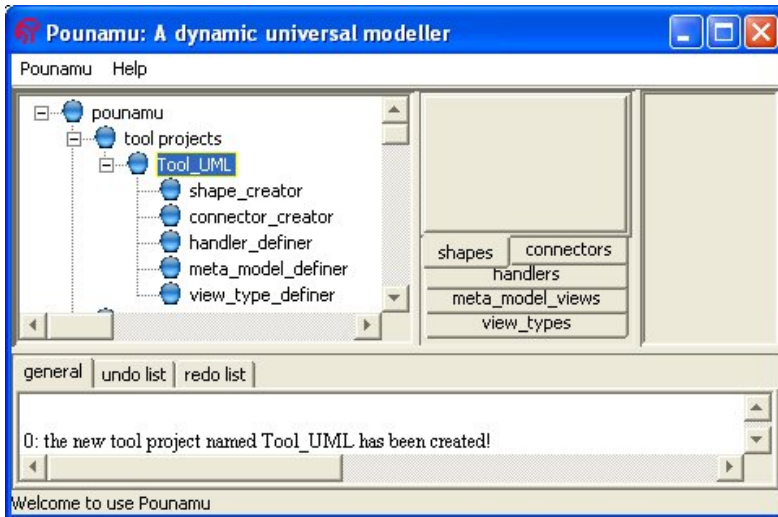 Pounamu: A dynamic universal modeller
Pounamu Help
pounamu
tool projects
Tool_UML
shape_creator
connector_creator
handler_definer
meta_model_definer
view_type_definer
shapes connectors
handlers
meta_model_views
view_types
general undo list redo list
0: the new tool project named Tool_UML has been created!
Welcome to use Pounamu